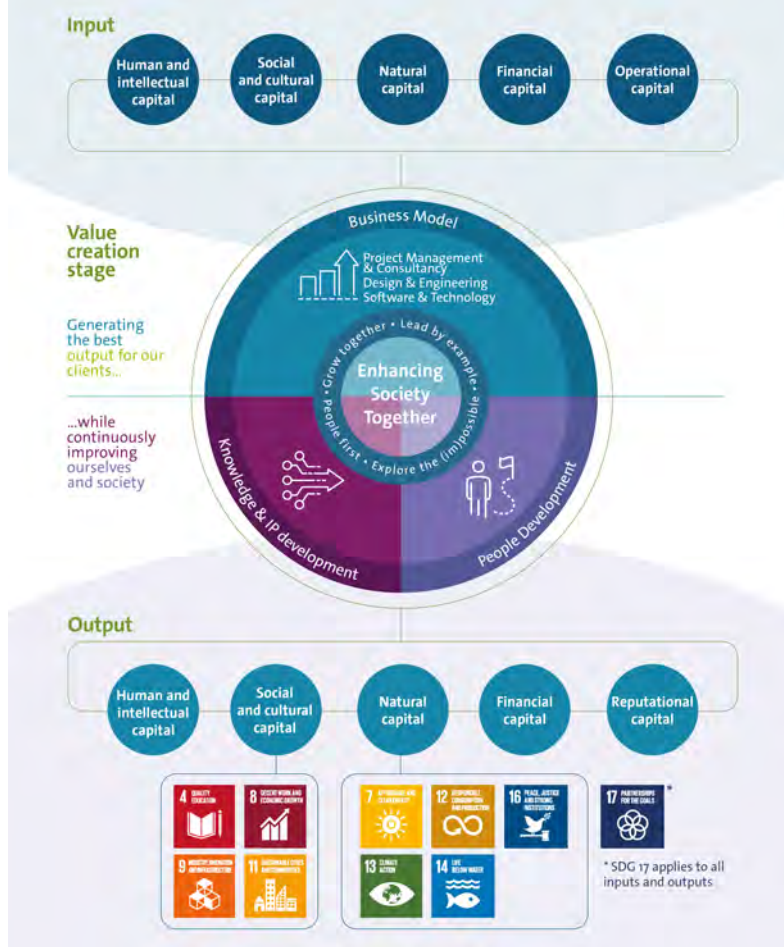 Input
Human and
intellectual
capital
Social
and cultural
capital
Natural
capital
Financial
capital
Operational
capital
Value
creation
stage
Generating
the best
output for our
clients...
...while
continuously
improving
ourselves
and society
Business Model
Project Management
& Consultancy
Design & Engineering
Software & Technology
Grow together • Lead by example •
People first • Explore the (im)possible
Enhancing
Society
Together
Knowledge & IP development
People Development
Output
Human and
intellectual
capital
Social
and cultural
capital
Natural
capital
Financial
capital
Reputational
capital
4 QUALITY
EDUCATION
8 DECENT WORK AND
ECONOMIC GROWTH
9 INDUSTRY, INNOVATION
AND INFRASTRUCTURE
11 SUSTAINABLE CITIES
AND COMMUNITIES
7 AFFORDABLE AND
CLEAN ENERGY
12 RESPONSIBLE
CONSUMPTION
AND PRODUCTION
16 PEACE, JUSTICE
AND STRONG
INSTITUTIONS
13 CLIMATE
ACTION
14 LIFE
BELOW WATER
17 PARTNERSHIPS
FOR THE GOALS
*
* SDG 17 applies to all
inputs and outputs